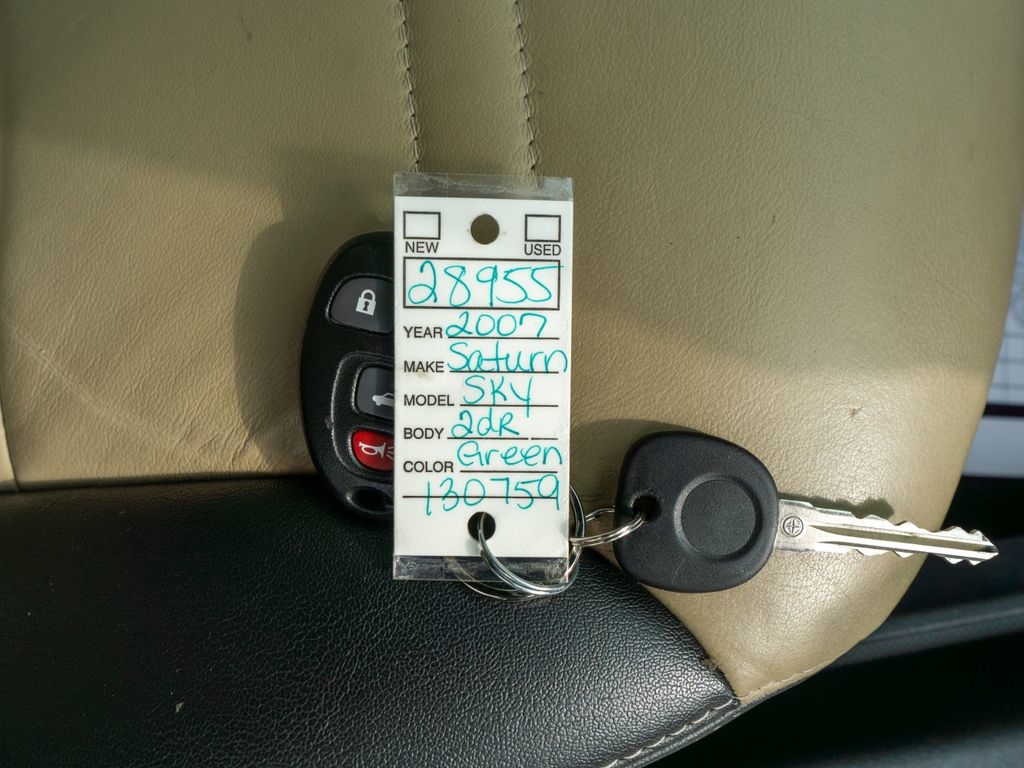 NEW USED
28955
YEAR 2007
MAKE Saturn
MODEL SKY
BODY 2dR
COLOR Green
130759